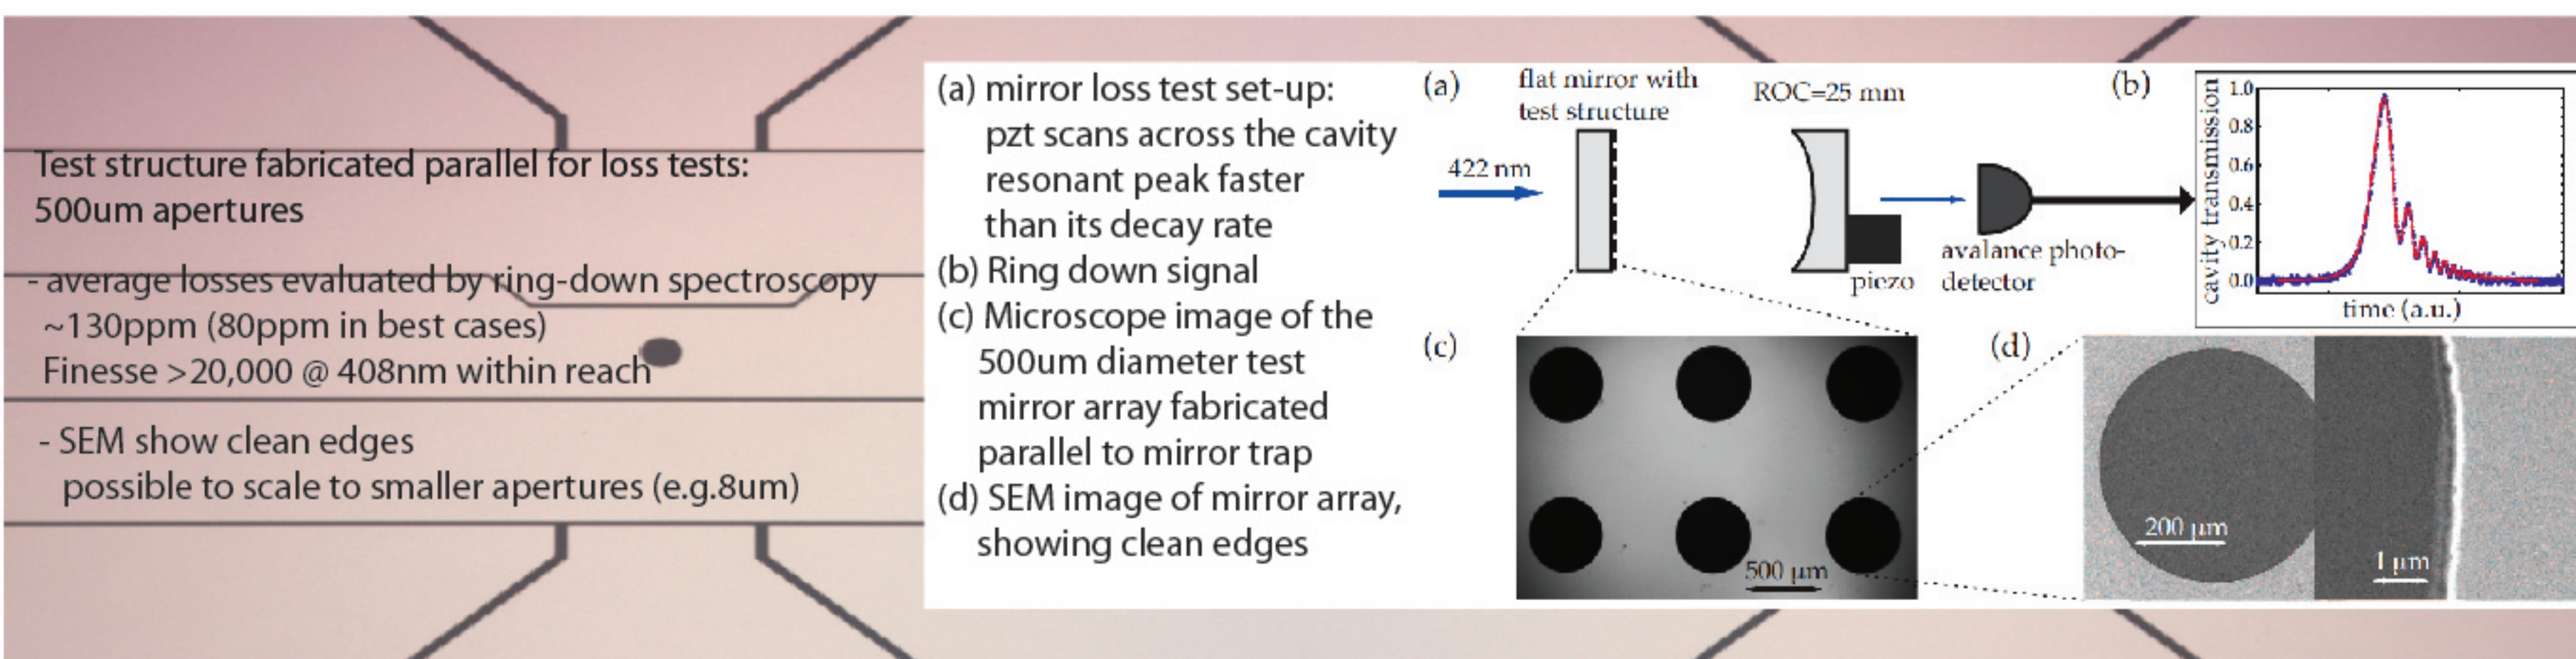 Test structure fabricated parallel for loss tests:
500um apertures
- average losses evaluated by ring-down spectroscopy
~130ppm (80ppm in best cases)
Finesse >20,000 @ 408nm within reach
- SEM show clean edges
possible to scale to smaller apertures (e.g.8um)
(a) mirror loss test set-up:
pzt scans across the cavity
resonant peak faster
than its decay rate
(b) Ring down signal
(c) Microscope image of the
500um diameter test
mirror array fabricated
parallel to mirror trap
(d) SEM image of mirror array,
showing clean edges
(a)
flat mirror with
test structure
ROC=25 mm
422 nm
piezo
avalance photo-
detector
(b)
cavity transmission
1.0
0.8
0.6
0.4
0.2
0.0
time (a.u.)
(c)
500 μm
(d)
200 μm
1 μm